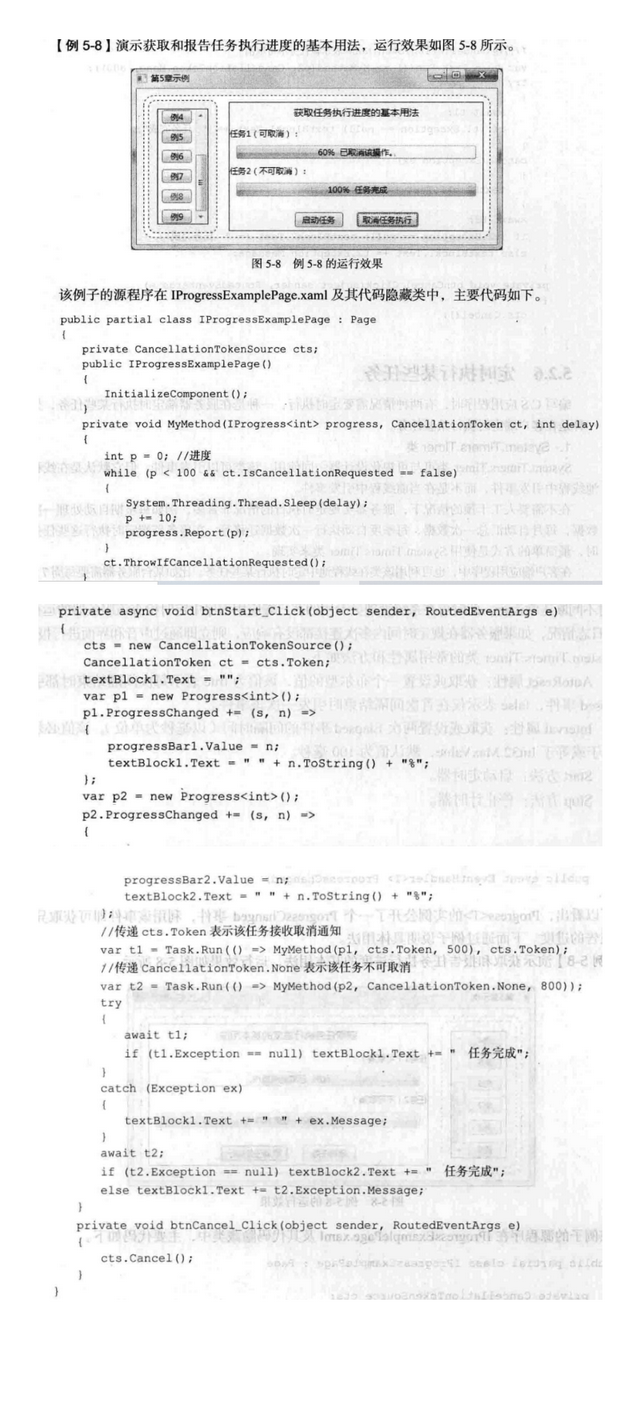 【例 5-8】演示获取和报告任务执行进度的基本用法，运行效果如图 5-8 所示。
第5章示例
获取任务执行进度的基本用法
例4
任务1（可取消）：
例5
60% 已取消该操作。
例6
任务2（不可取消）：
例7
100% 任务完成
例8
例9
启动任务
取消任务执行
图 5-8 例 5-8 的运行效果
该例子的源程序在 IProgressExamplePage.xaml 及其代码隐藏类中，主要代码如下。
public partial class IProgressExamplePage : Page
{
private CancellationTokenSource cts;
public IProgressExamplePage()
{
InitializeComponent();
}
private void MyMethod(IProgress<int> progress, CancellationToken ct, int delay)
{
int p = 0; //进度
while (p < 100 && ct.IsCancellationRequested == false)
{
System.Threading.Thread.Sleep(delay);
p += 10;
progress.Report(p);
}
ct.ThrowIfCancellationRequested();
}
private async void btnStart_Click(object sender, RoutedEventArgs e)
{
cts = new CancellationTokenSource();
CancellationToken ct = cts.Token;
textBlock1.Text = "";
var p1 = new Progress<int>();
p1.ProgressChanged += (s, n) =>
{
progressBar1.Value = n;
textBlock1.Text = " " + n.ToString() + "%";
};
var p2 = new Progress<int>();
p2.ProgressChanged += (s, n) =>
{
progressBar2.Value = n;
textBlock2.Text = " " + n.ToString() + "%";
};
//传递 cts.Token 表示该任务接收取消通知
var t1 = Task.Run(() => MyMethod(p1, cts.Token, 500), cts.Token);
//传递 CancellationToken.None 表示该任务不可取消
var t2 = Task.Run(() => MyMethod(p2, CancellationToken.None, 800));
try
{
await t1;
if (t1.Exception == null) textBlock1.Text += " 任务完成";
}
catch (Exception ex)
{
textBlock1.Text += " " + ex.Message;
}
await t2;
if (t2.Exception == null) textBlock2.Text += " 任务完成";
else textBlock1.Text += t2.Exception.Message;
}
private void btnCancel_Click(object sender, RoutedEventArgs e)
{
cts.Cancel();
}
}